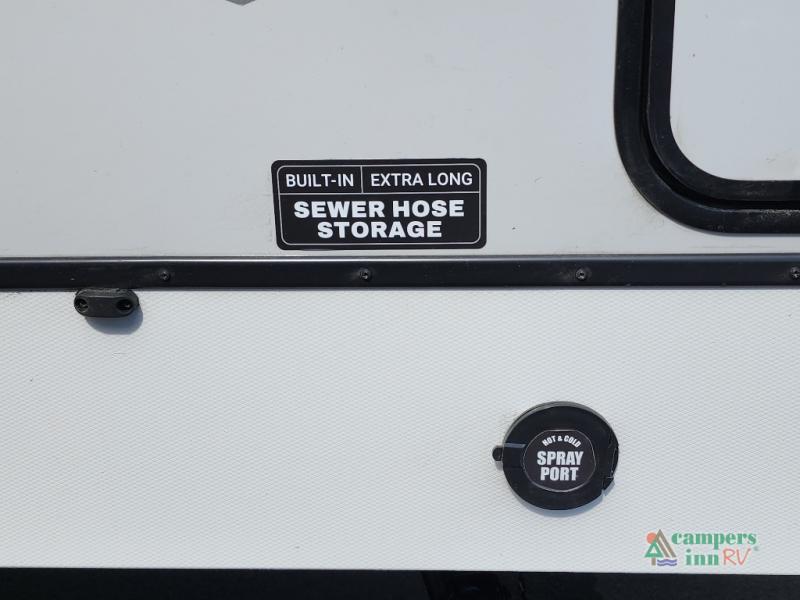 BUILT-IN | EXTRA LONG
SEWER HOSE
STORAGE
HOT & COLD
SPRAY
PORT
campers
inn RV®